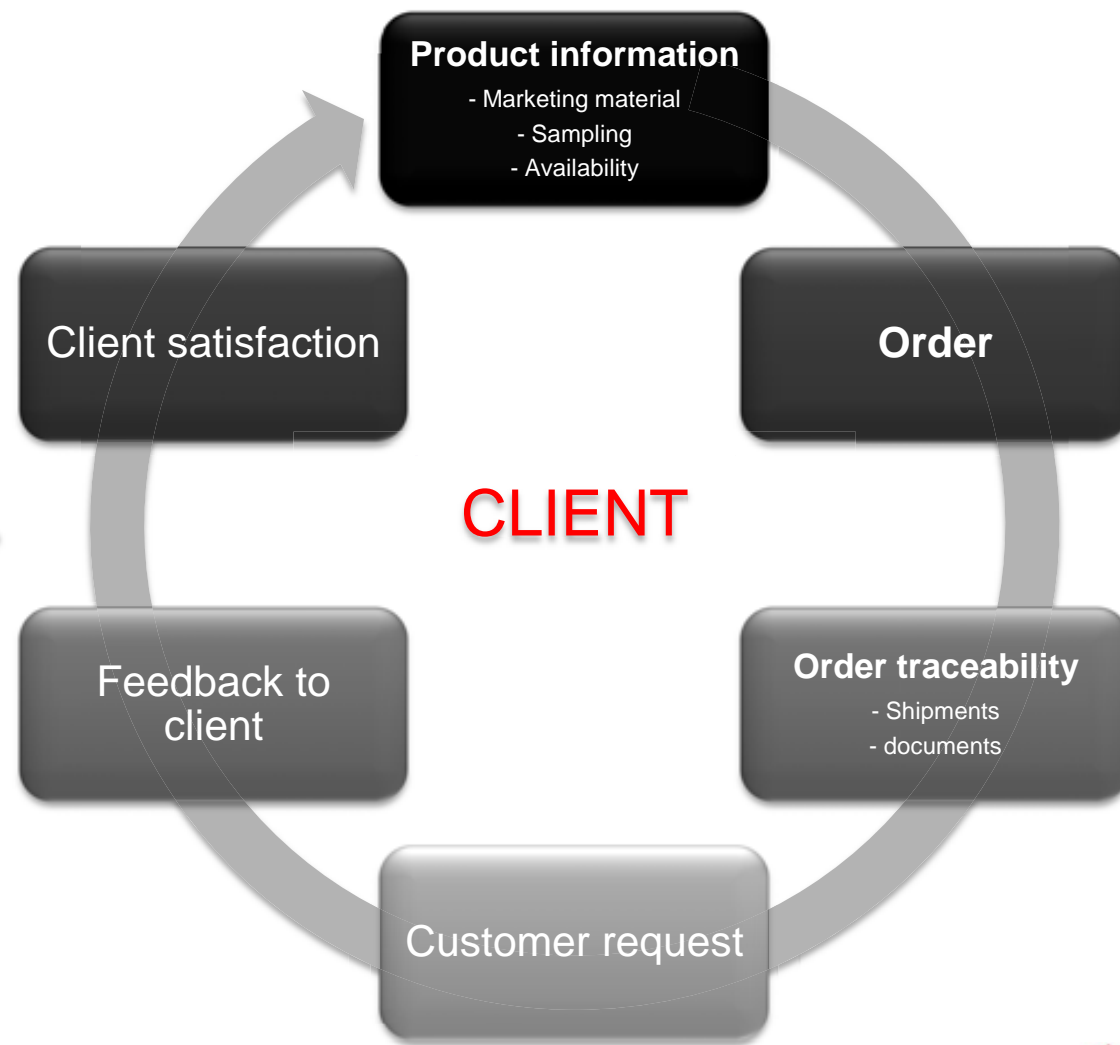 Product information
- Marketing material
- Sampling
- Availability
Client satisfaction
Order
CLIENT
Feedback to
client
Order traceability
- Shipments
- documents
Customer request